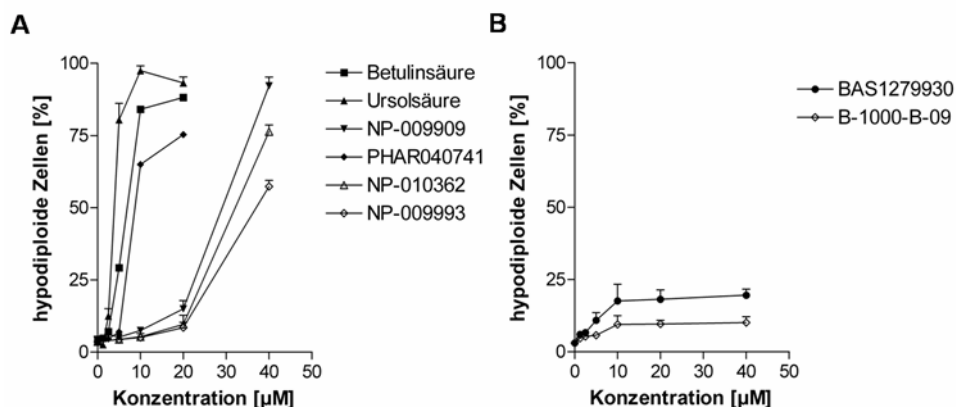 A
hypodiploide Zellen [%]
100
75
50
25
0
0 10 20 30 40 50
Konzentration [µM]
Betulinsäure
Ursolsäure
NP-009909
PHAR040741
NP-010362
NP-009993
B
hypodiploide Zellen [%]
100
75
50
25
0
0 10 20 30 40 50
Konzentration [µM]
BAS1279930
B-1000-B-09